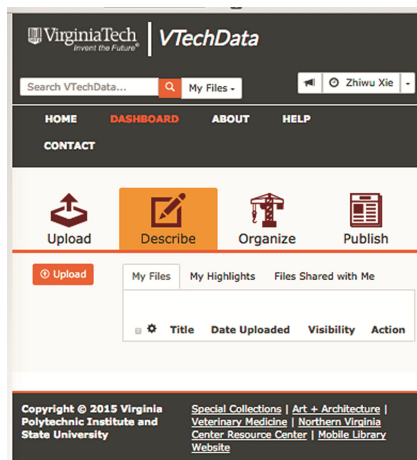 VirginiaTech
Invent the Future®
VTechData
Search VTechData...
My Files
Zhiwu Xie
HOME DASHBOARD ABOUT HELP
CONTACT
Upload Describe Organize Publish
Upload
My Files My Highlights Files Shared with Me
Title Date Uploaded Visibility Action
Copyright © 2015 Virginia
Polytechnic Institute and
State University
Special Collections | Art + Architecture |
Veterinary Medicine | Northern Virginia
Center Resource Center | Mobile Library
Website